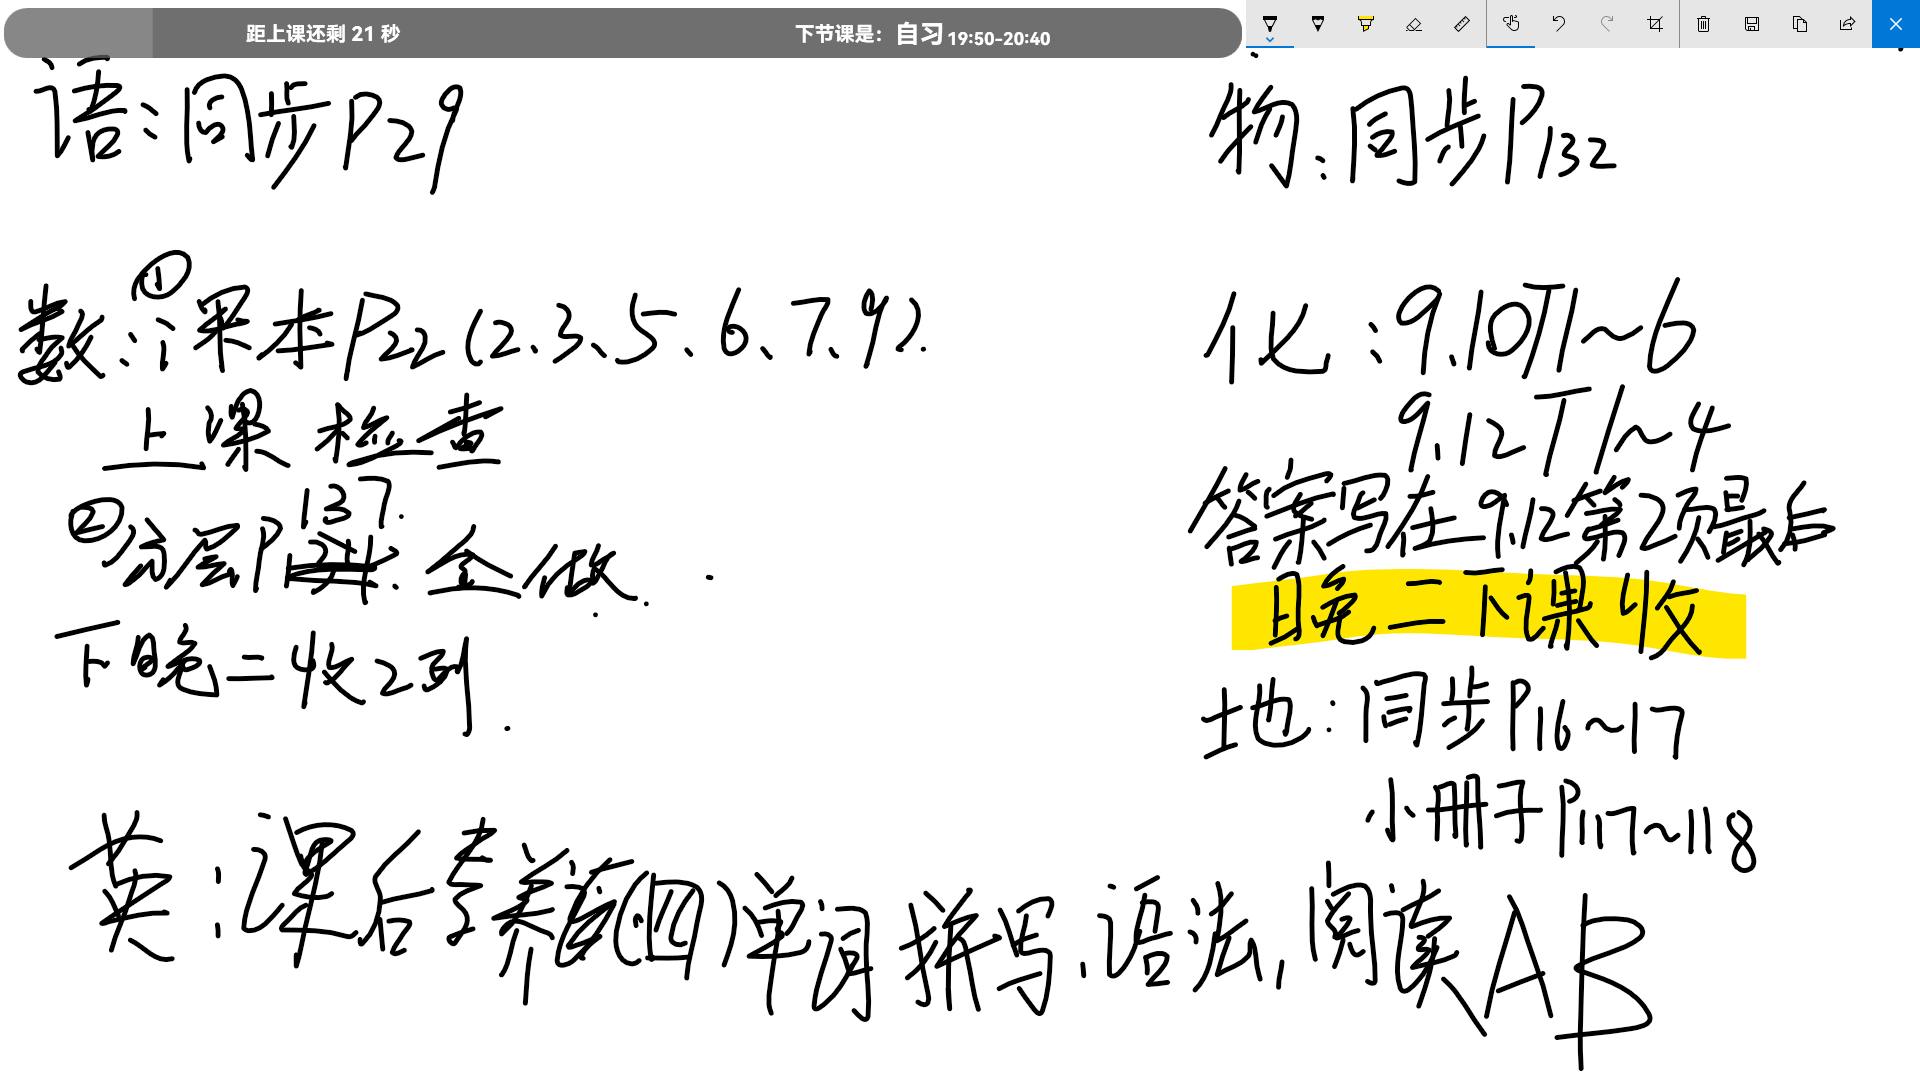 距上课还剩 21 秒
下节课是：自习 19:50-20:40
语：同步P29
数：①课本P22（2、3、5、6、7、9）.
上课检查
②分层P137. 全做.
下晚二收2列.
英：课后素养(四)单词拼写、语法，阅读AB
物：同步P132
化：9.10T1~6
9.12T1~4
答案写在9.12第2页最后
晚二下课收
地：同步P16~17
小册子P117~118